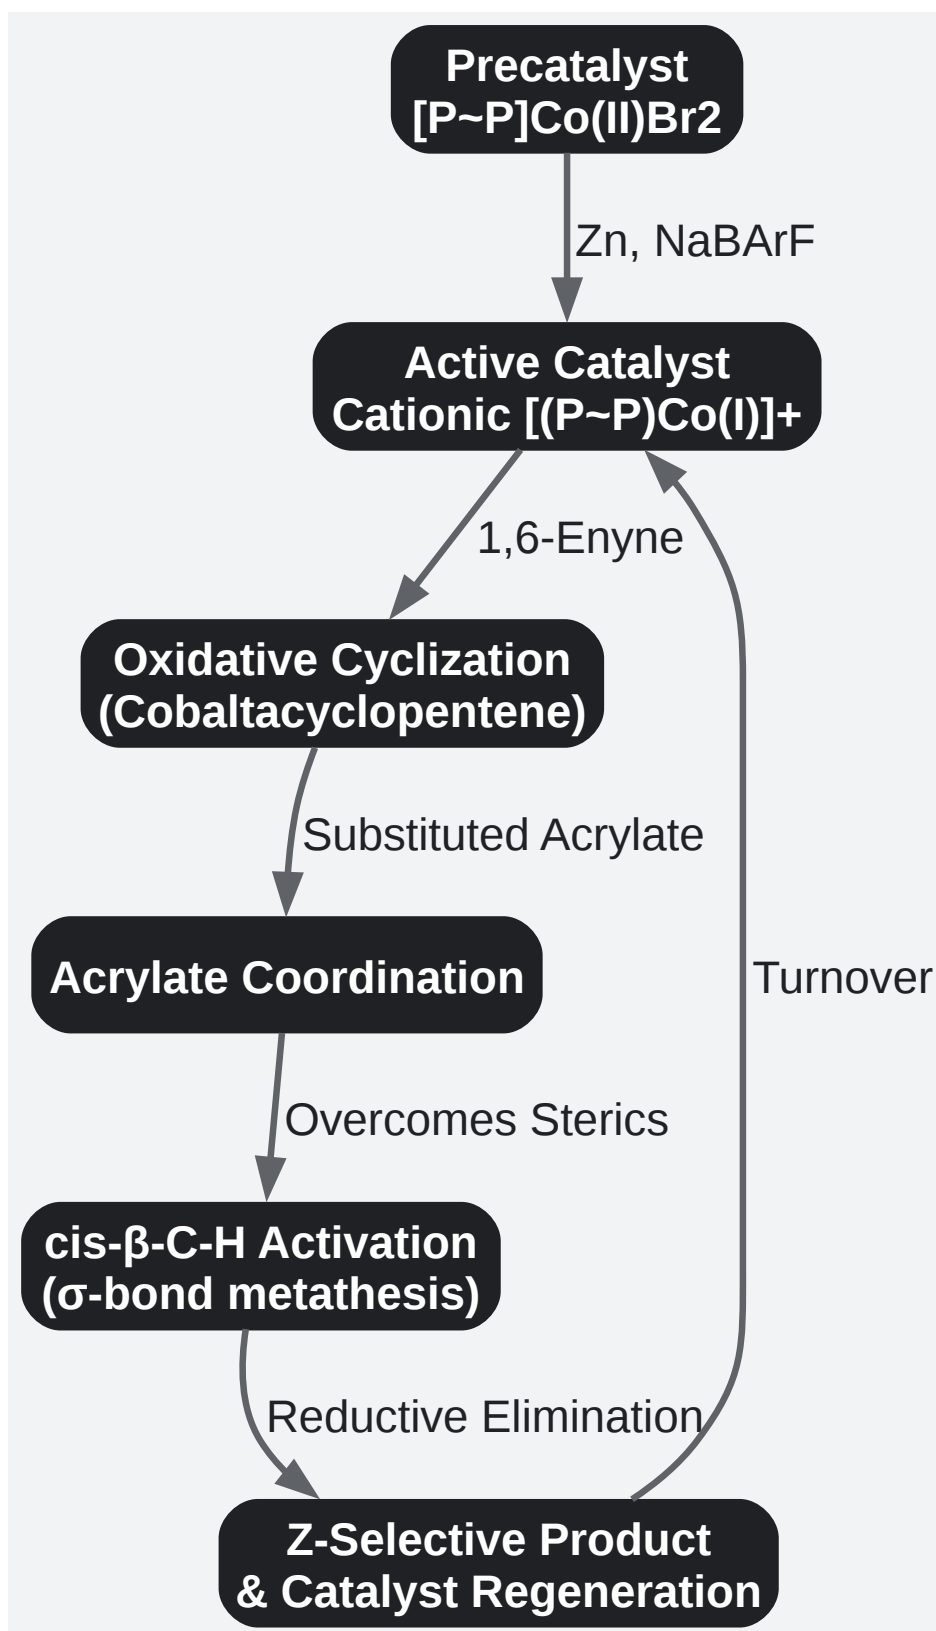 Precatalyst
[P~P]Co(II)Br2
Zn, NaBArF
Active Catalyst
Cationic [(P~P)Co(I)]+
1,6-Enyne
Oxidative Cyclization
(Cobaltacyclopentene)
Substituted Acrylate
Acrylate Coordination
Turnover
Overcomes Sterics
cis-β-C-H Activation
(σ-bond metathesis)
Reductive Elimination
Z-Selective Product
& Catalyst Regeneration